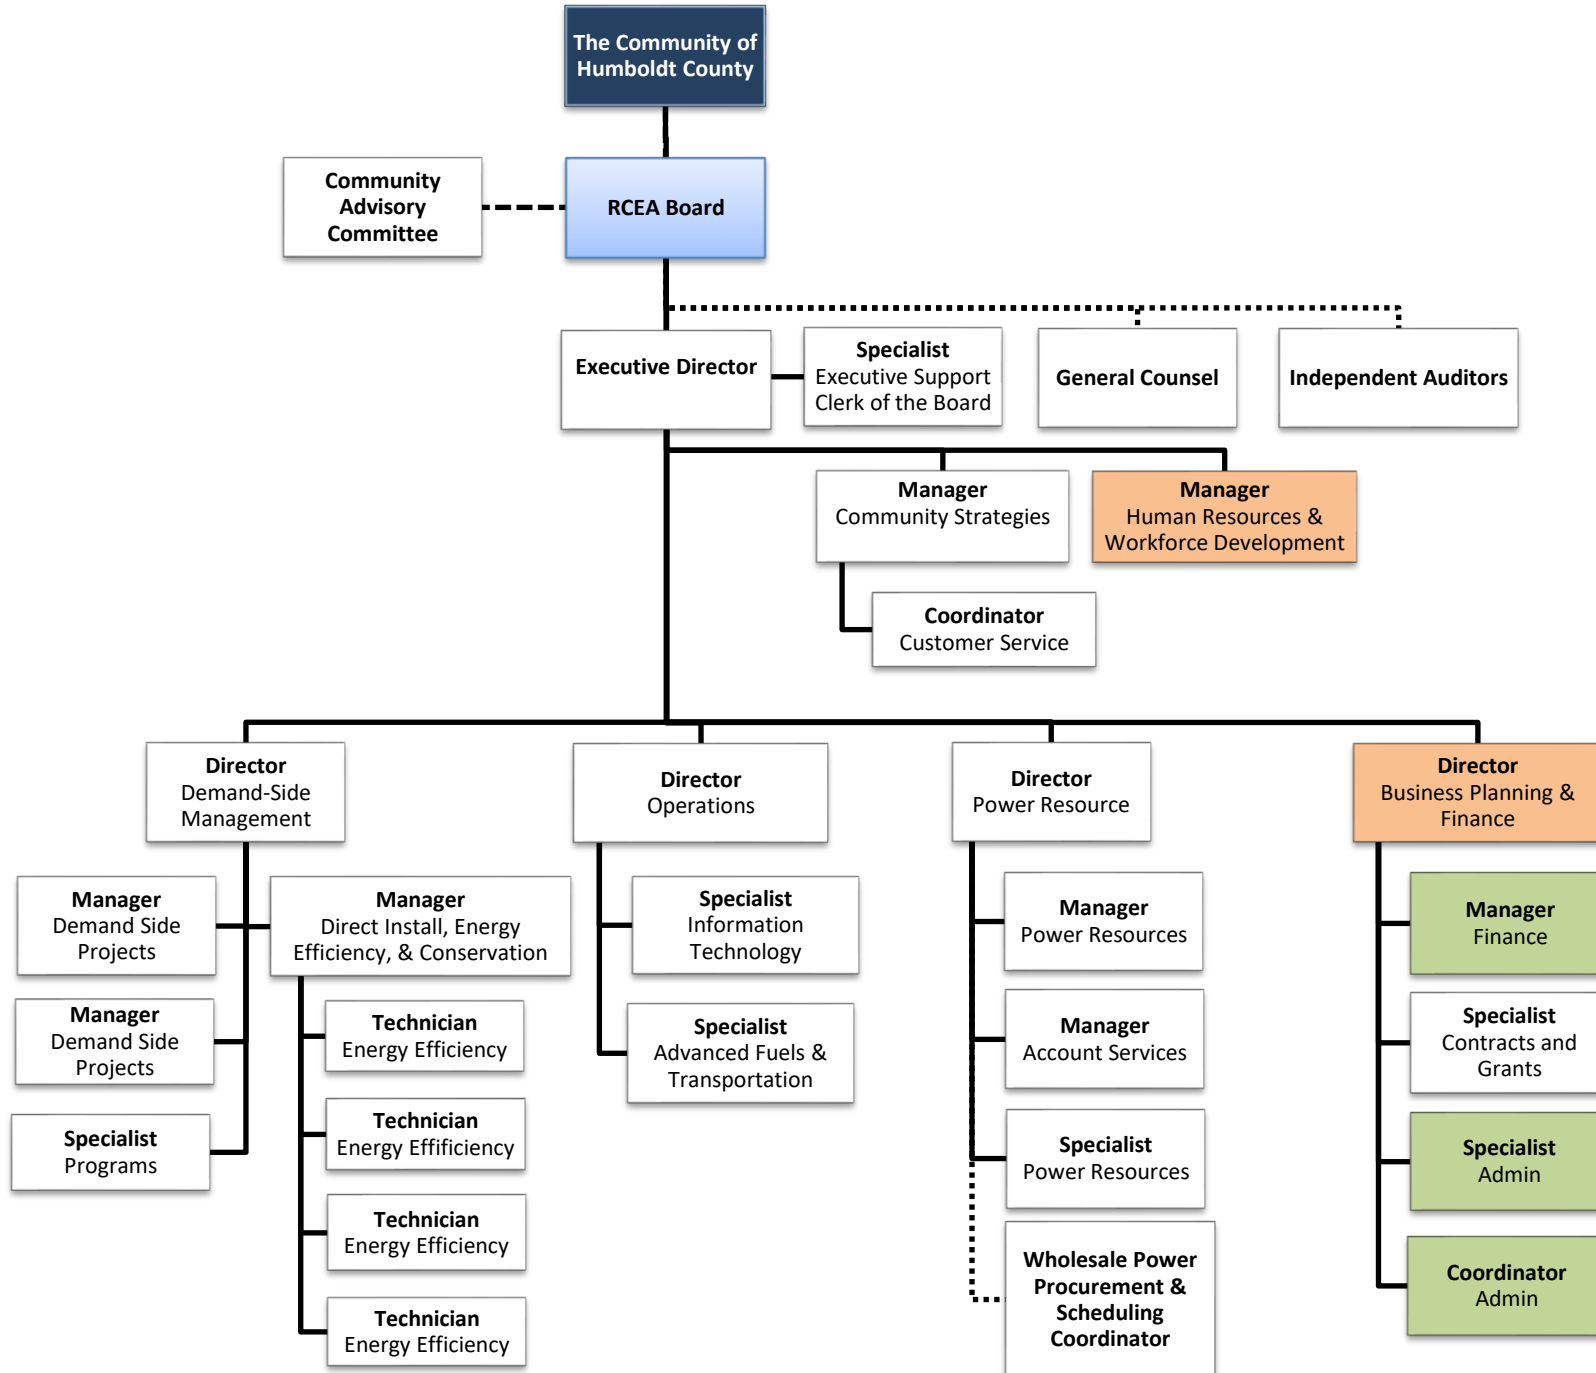 The Community of
Humboldt County
Community
Advisory
Committee
RCEA Board
Executive Director
Specialist
Executive Support
Clerk of the Board
General Counsel
Independent Auditors
Manager
Community Strategies
Manager
Human Resources &
Workforce Development
Coordinator
Customer Service
Director
Demand-Side
Management
Director
Operations
Director
Power Resource
Director
Business Planning &
Finance
Manager
Demand Side
Projects
Manager
Direct Install, Energy
Efficiency, & Conservation
Manager
Demand Side
Projects
Specialist
Programs
Technician
Energy Efficiency
Technician
Energy Effificiency
Technician
Energy Efficiency
Technician
Energy Efficiency
Specialist
Information
Technology
Specialist
Advanced Fuels &
Transportation
Manager
Power Resources
Manager
Account Services
Specialist
Power Resources
Wholesale Power
Procurement &
Scheduling
Coordinator
Manager
Finance
Specialist
Contracts and
Grants
Specialist
Admin
Coordinator
Admin